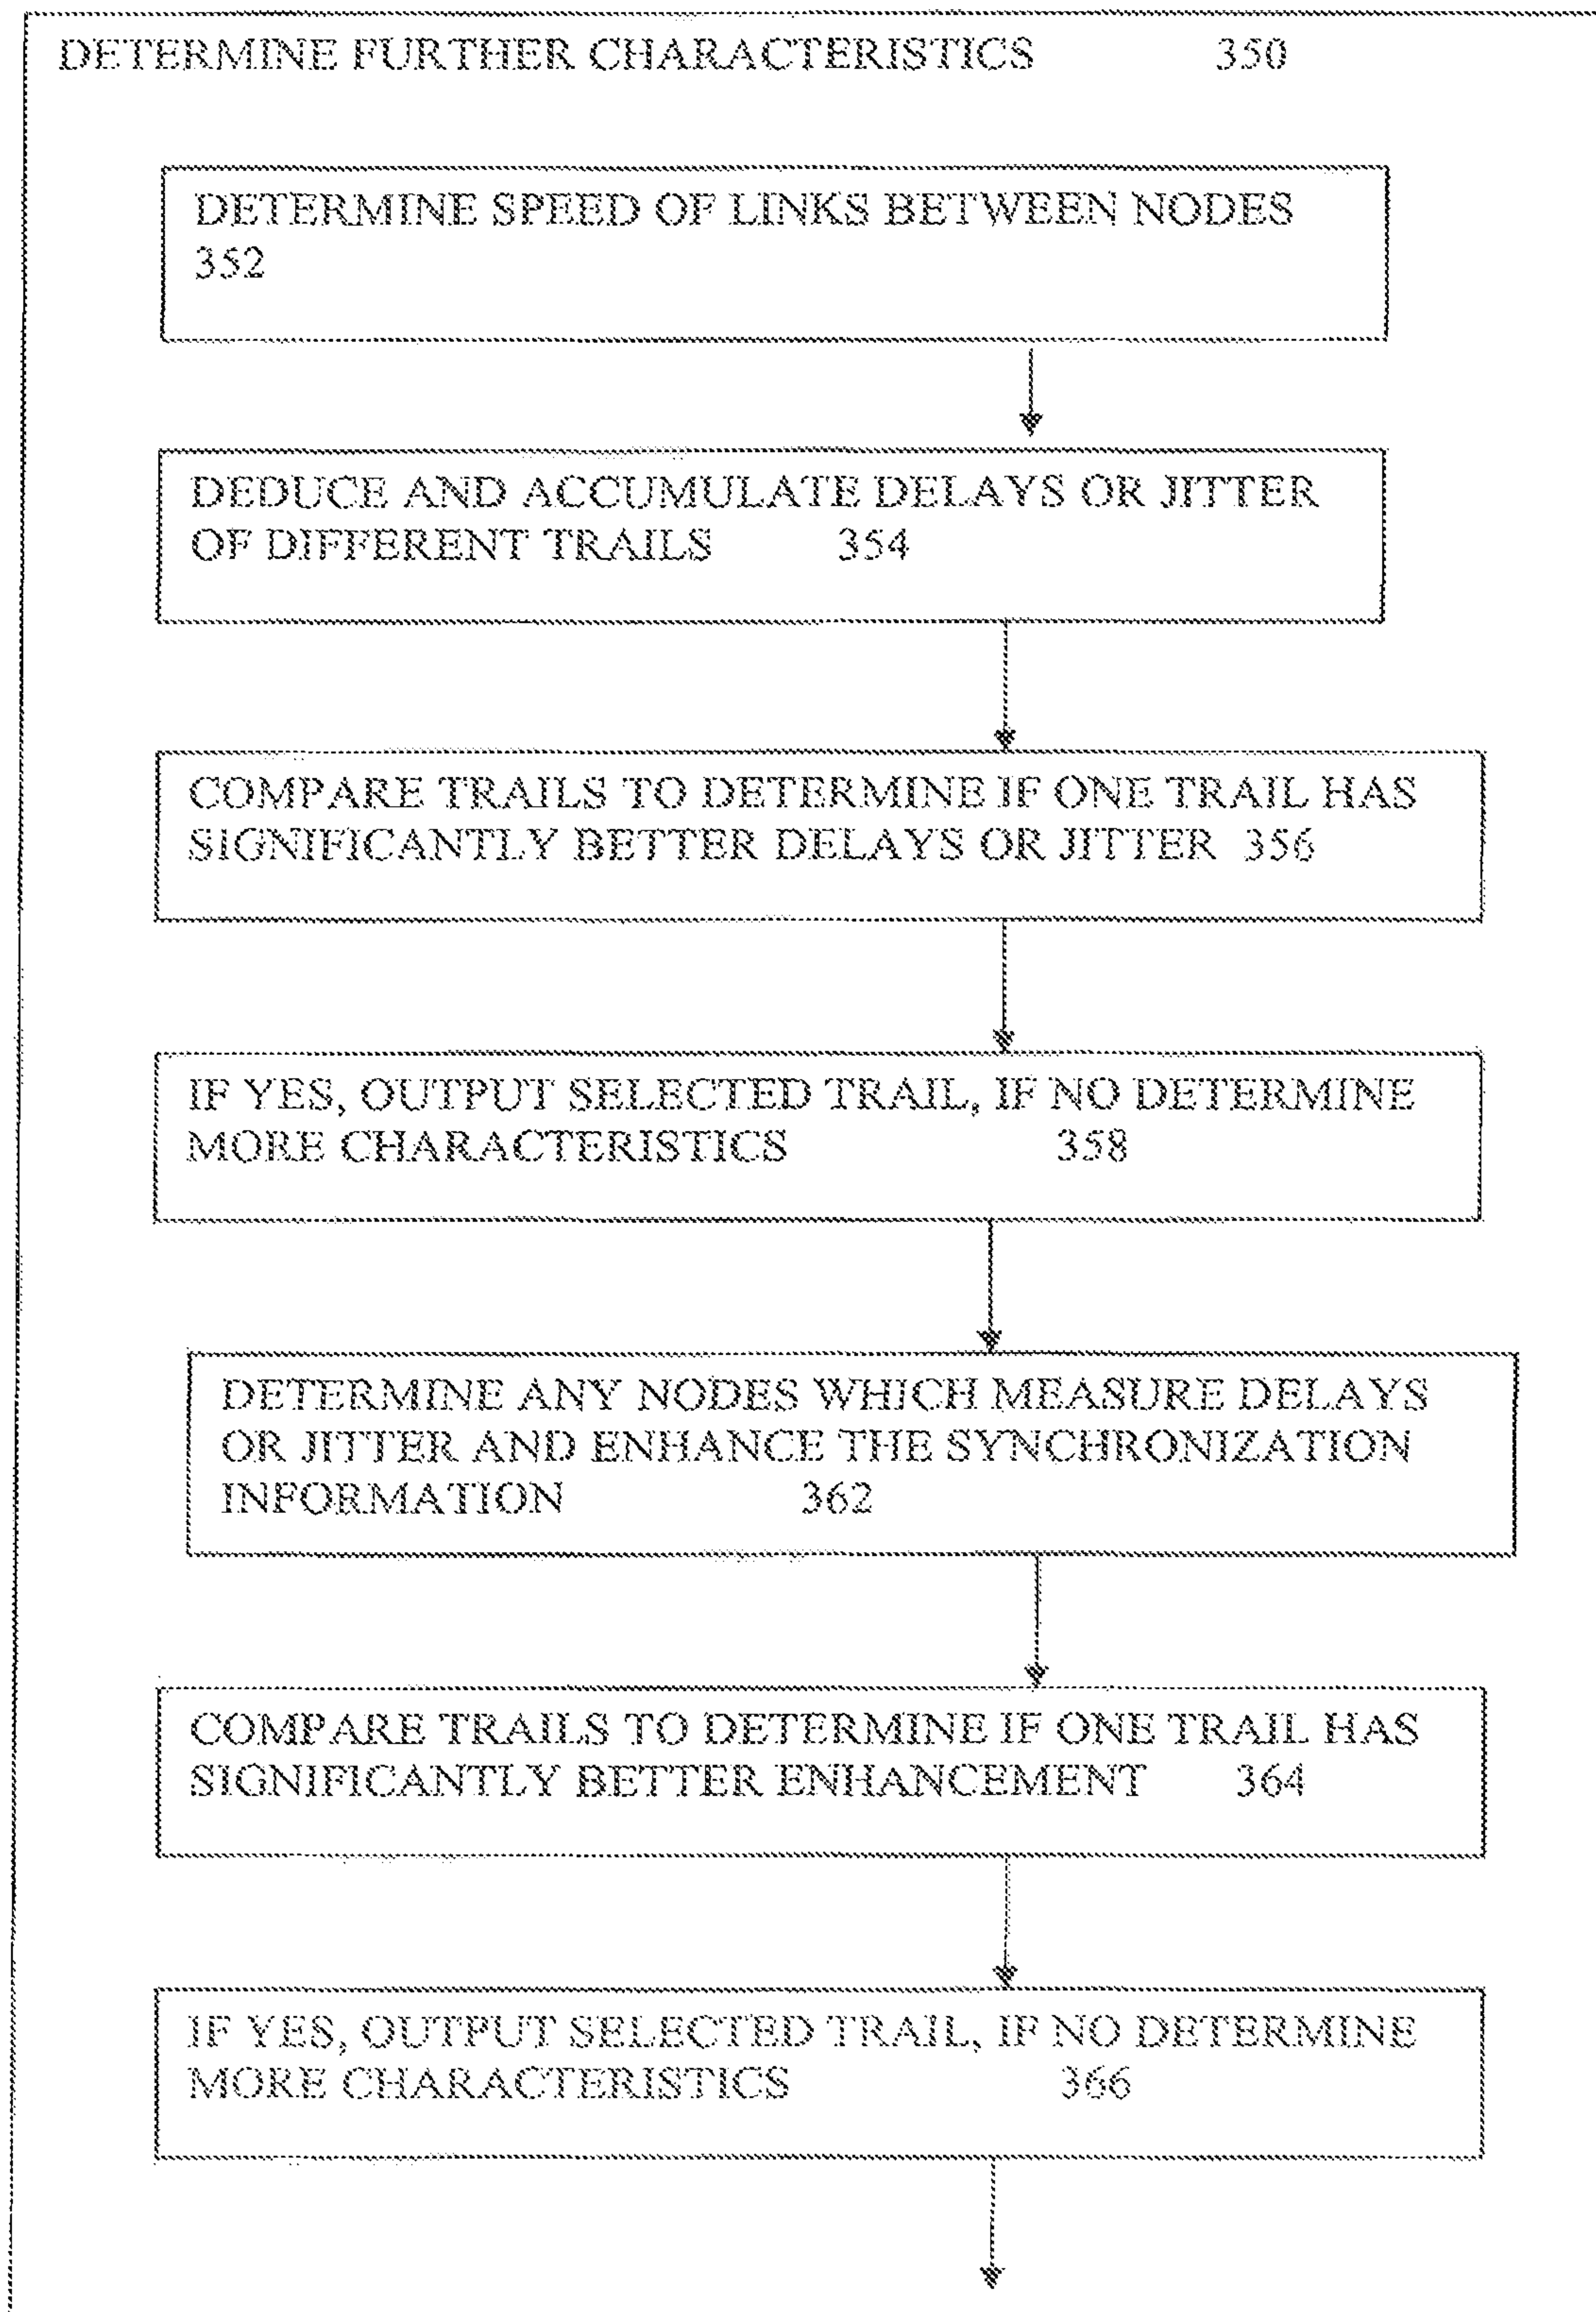 DETERMINE FURTHER CHARACTERISTICS 350
DETERMINE SPEED OF LINKS BETWEEN NODES
352
DEDUCE AND ACCUMULATE DELAYS OR JITTER
OF DIFFERENT TRAILS 354
COMPARE TRAILS TO DETERMINE IF ONE TRAIL HAS
SIGNIFICANTLY BETTER DELAYS OR JITTER 356
IF YES, OUTPUT SELECTED TRAIL, IF NO DETERMINE
MORE CHARACTERISTICS 358
DETERMINE ANY NODES WHICH MEASURE DELAYS
OR JITTER AND ENHANCE THE SYNCHRONIZATION
INFORMATION 362
COMPARE TRAILS TO DETERMINE IF ONE TRAIL HAS
SIGNIFICANTLY BETTER ENHANCEMENT 364
IF YES, OUTPUT SELECTED TRAIL, IF NO DETERMINE
MORE CHARACTERISTICS 366